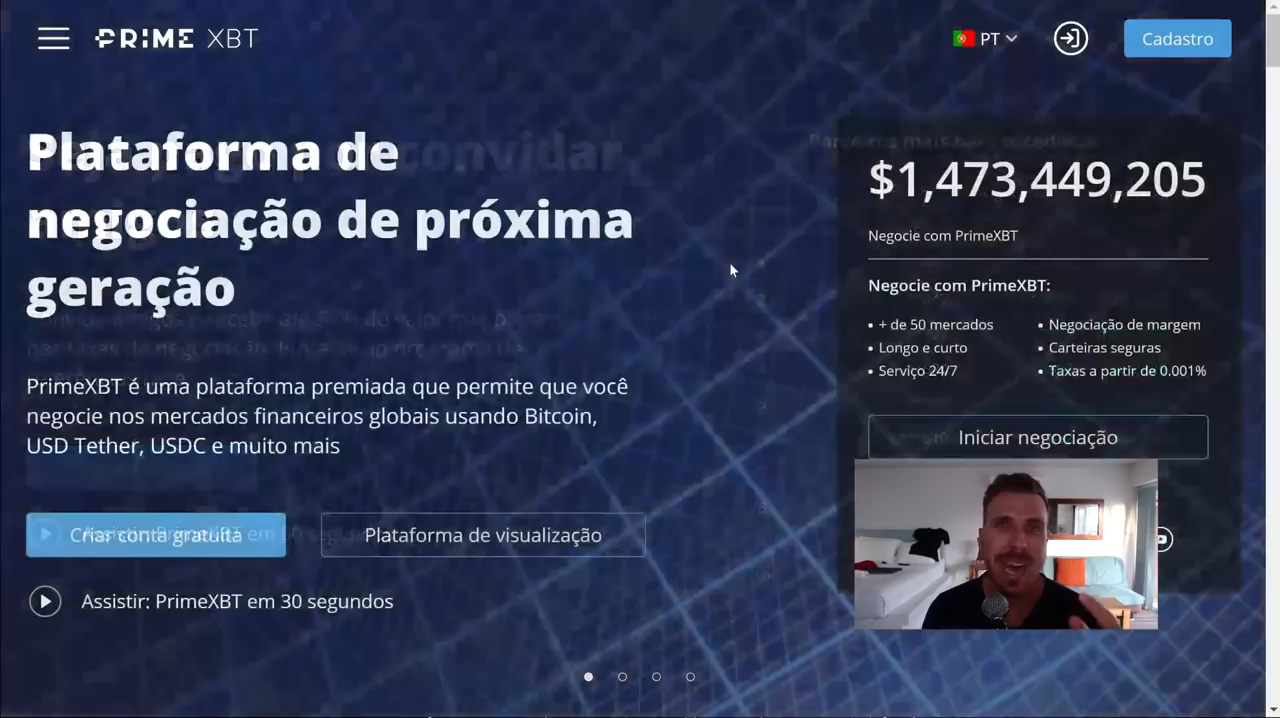 PRIME XBT
PT
Cadastro
Plataforma de
negociação de próxima
geração
PrimeXBT é uma plataforma premiada que permite que você
negocie nos mercados financeiros globais usando Bitcoin,
USD Tether, USDC e muito mais
Criar conta gratuita
Plataforma de visualização
Assistir: PrimeXBT em 30 segundos
$1,473,449,205
Negocie com PrimeXBT
Negocie com PrimeXBT:
• + de 50 mercados
• Negociação de margem
• Longo e curto
• Carteiras seguras
• Serviço 24/7
• Taxas a partir de 0.001%
Iniciar negociação